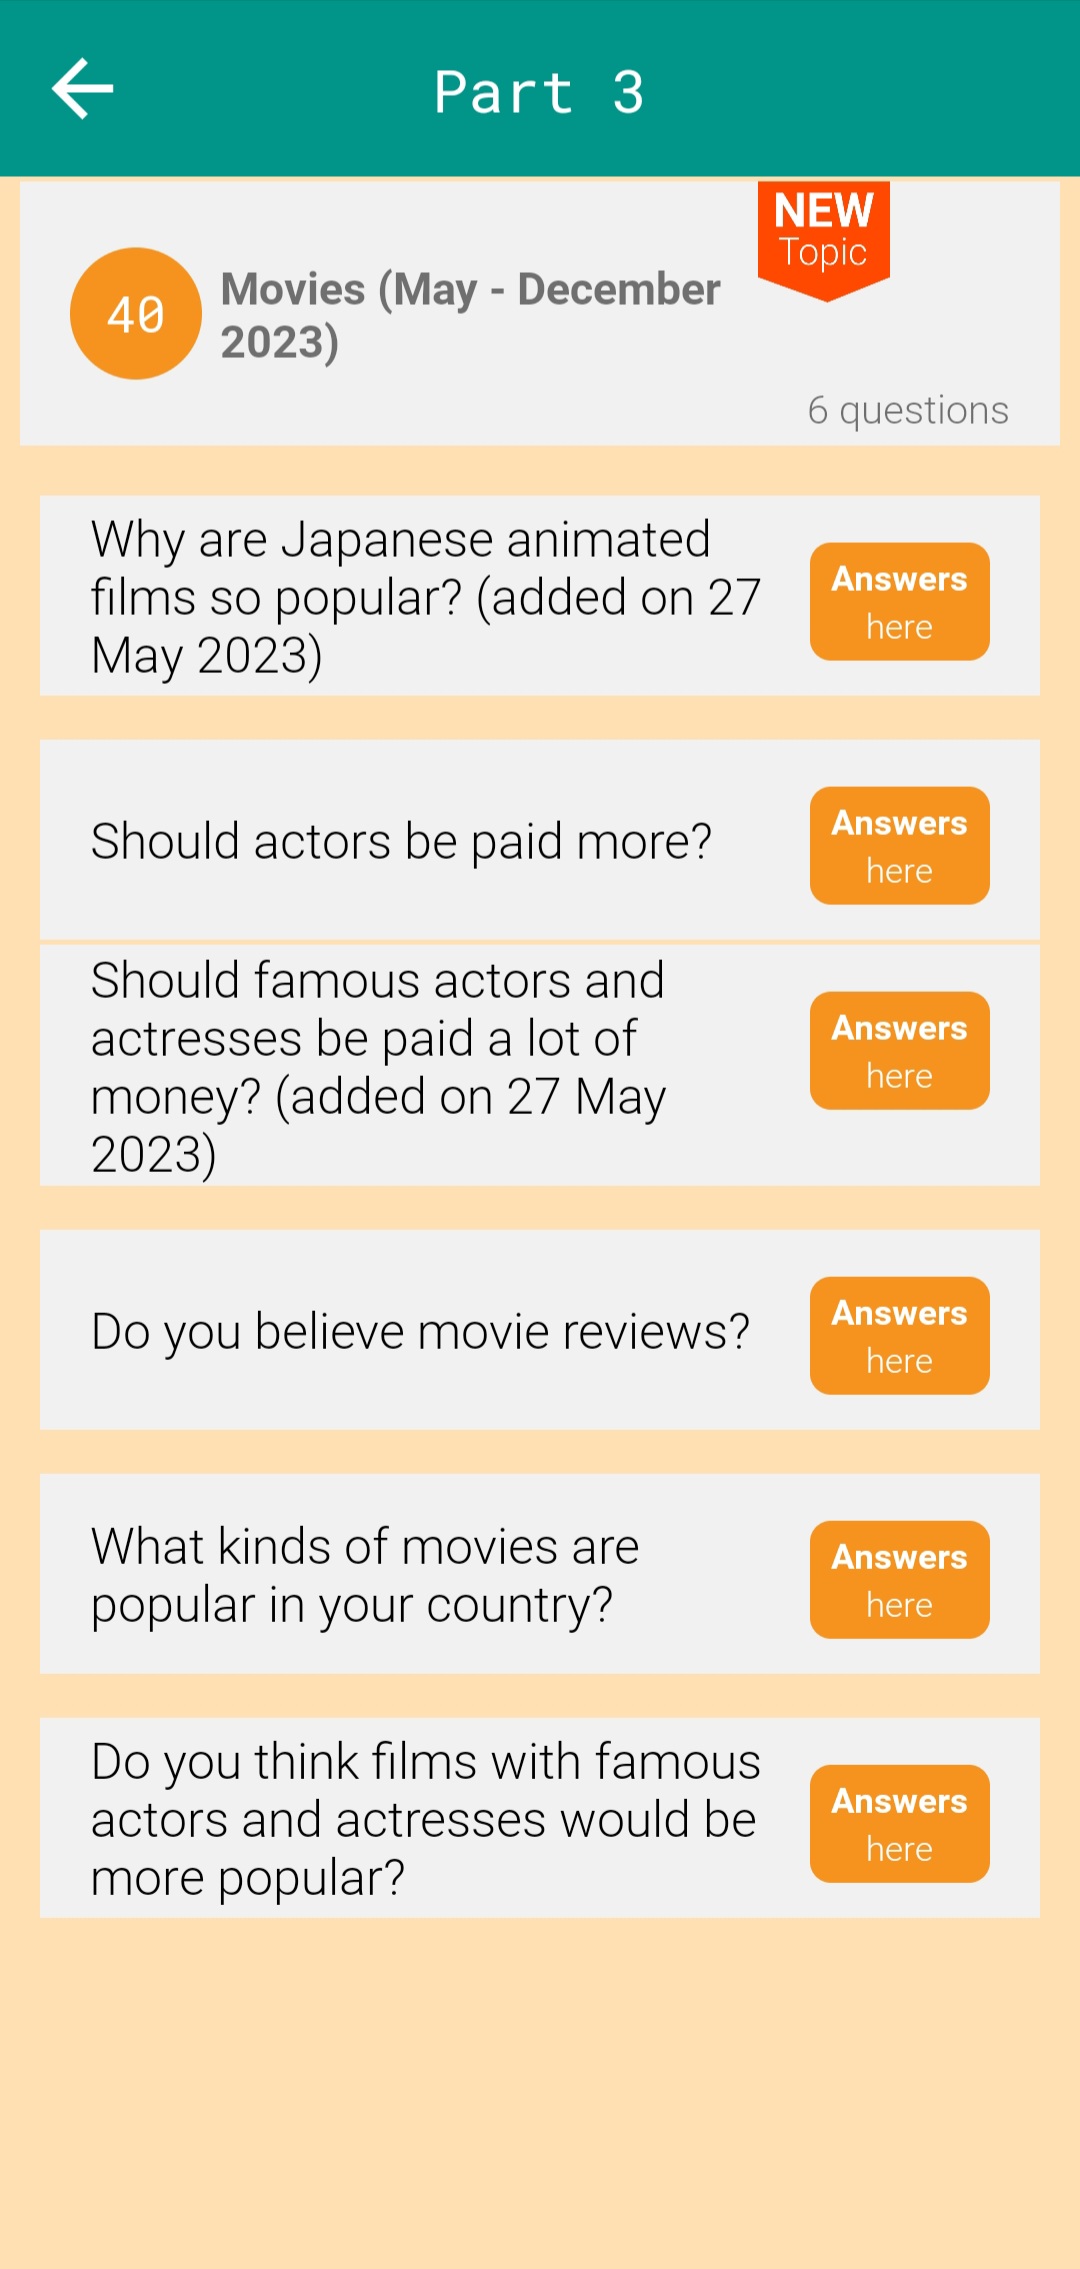 Part 3
NEW
Topic
40
Movies (May - December
2023)
6 questions
Why are Japanese animated
films so popular? (added on 27
May 2023)
Answers
here
Should actors be paid more?
Answers
here
Should famous actors and
actresses be paid a lot of
money? (added on 27 May
2023)
Answers
here
Do you believe movie reviews?
Answers
here
What kinds of movies are
popular in your country?
Answers
here
Do you think films with famous
actors and actresses would be
more popular?
Answers
here